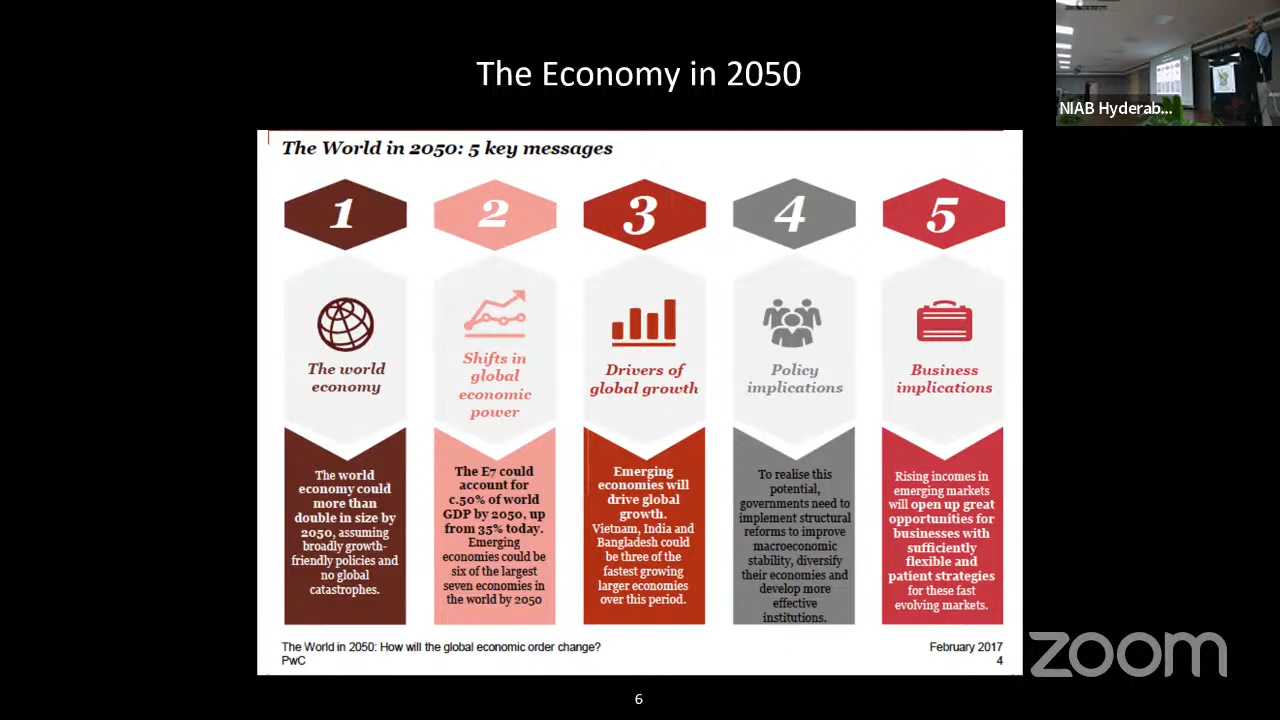 The Economy in 2050
NIAB Hyderab...
The World in 2050: 5 key messages
1
2
3
4
5
The world
economy
Shifts in
global
economic
power
Drivers of
global growth
Policy
implications
Business
implications
The world
economy could
more than
double in size by
2050, assuming
broadly growth-
friendly policies and
no global
catastrophes.
The E7 could
account for
c.50% of world
GDP by 2050, up
from 35% today.
Emerging
economies could be
six of the largest
seven economies in
the world by 2050
Emerging
economies will
drive global
growth.
Vietnam, India and
Bangladesh could
be three of the
fastest growing
larger economies
over this period.
To realise this
potential,
governments need to
implement structural
reforms to improve
macroeconomic
stability, diversify
their economies and
develop more
effective
institutions.
Rising incomes in
emerging markets
will open up great
opportunities for
businesses with
sufficiently
flexible and
patient strategies
for these fast
evolving markets.
The World in 2050: How will the global economic order change?
PwC
February 2017
4
zoom
6